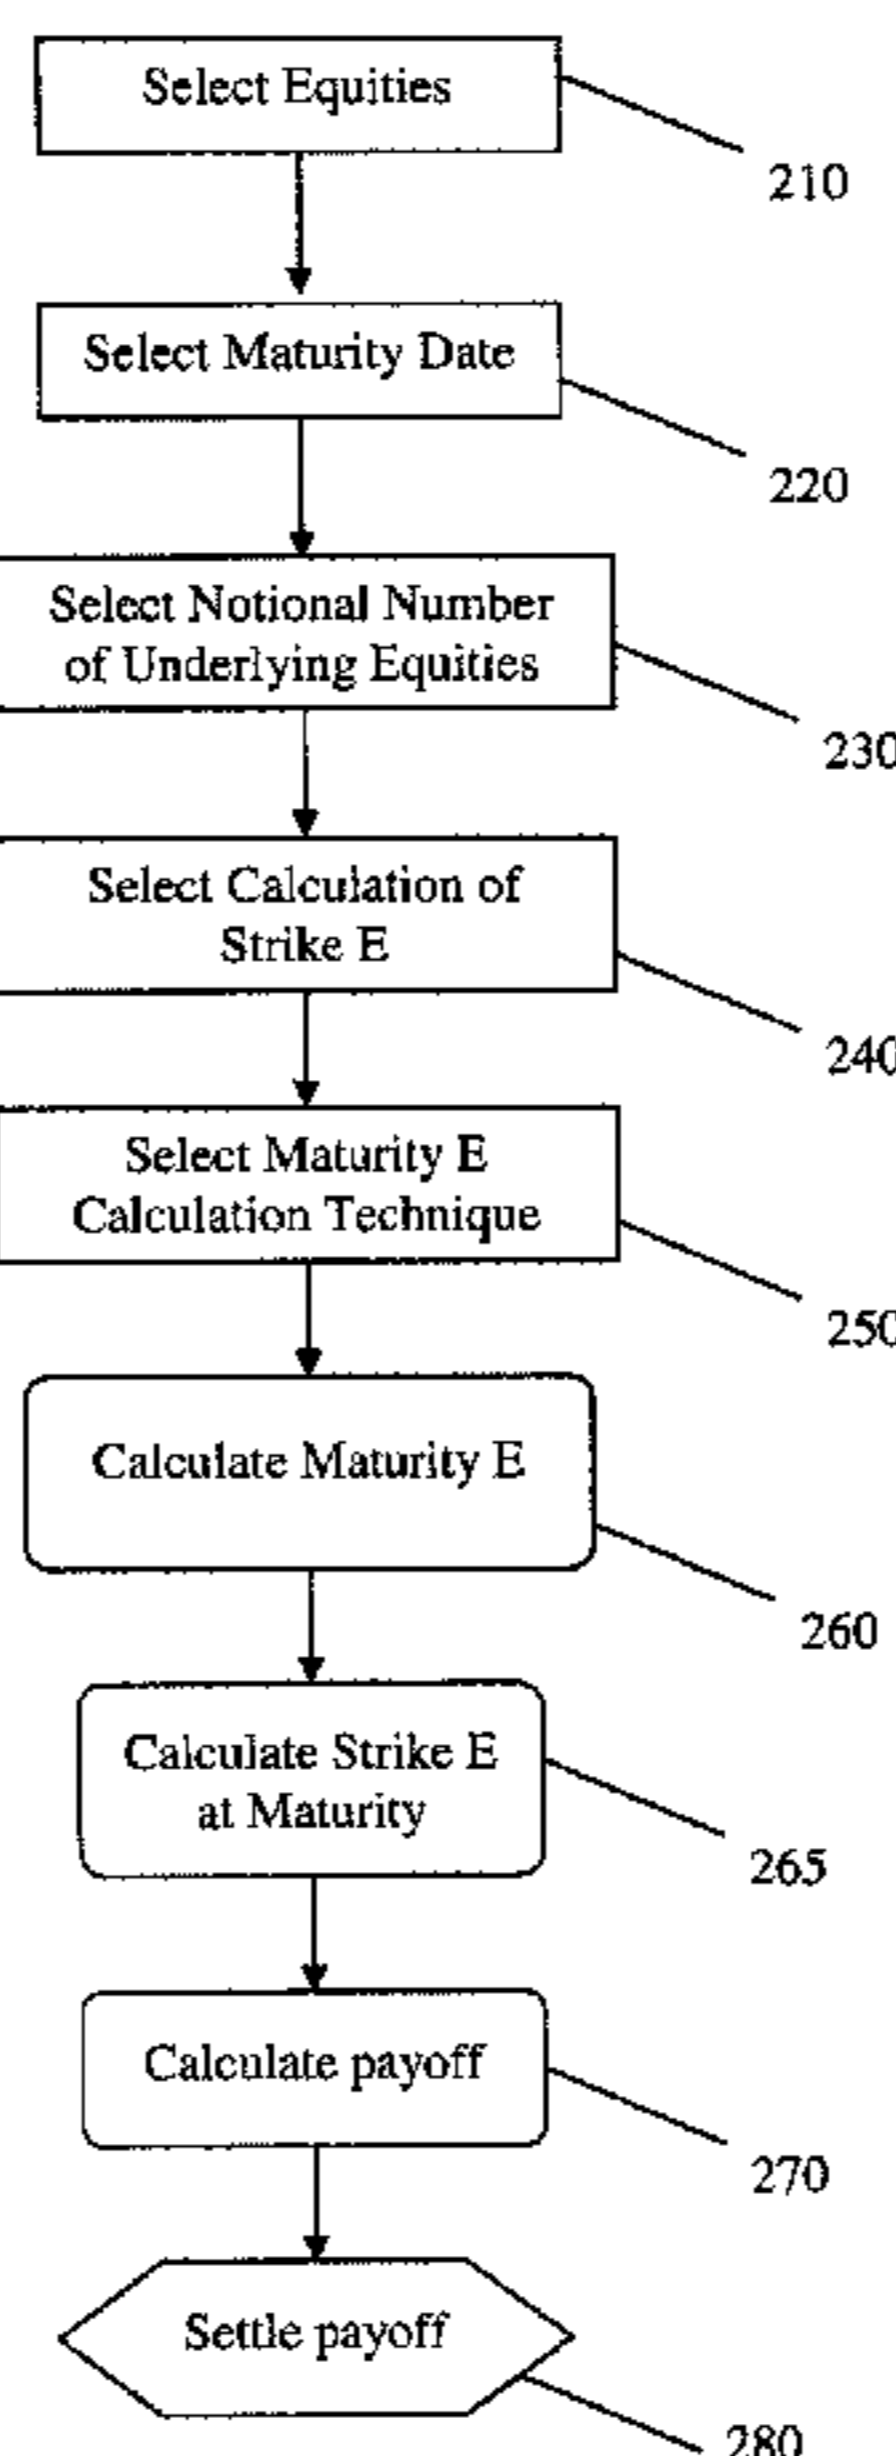 Select Equities
210
Select Maturity Date
220
Select Notional Number
of Underlying Equities
230
Select Calculation of
Strike E
240
Select Maturity E
Calculation Technique
250
Calculate Maturity E
260
Calculate Strike E
at Maturity
265
Calculate payoff
270
Settle payoff
280